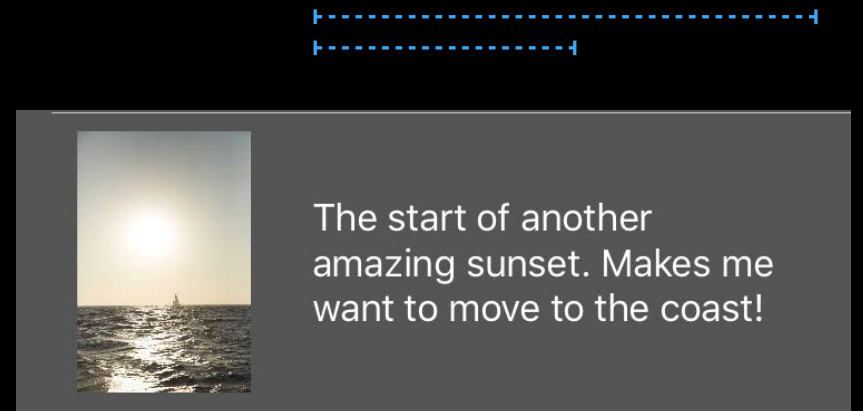 The start of another
amazing sunset. Makes me
want to move to the coast!